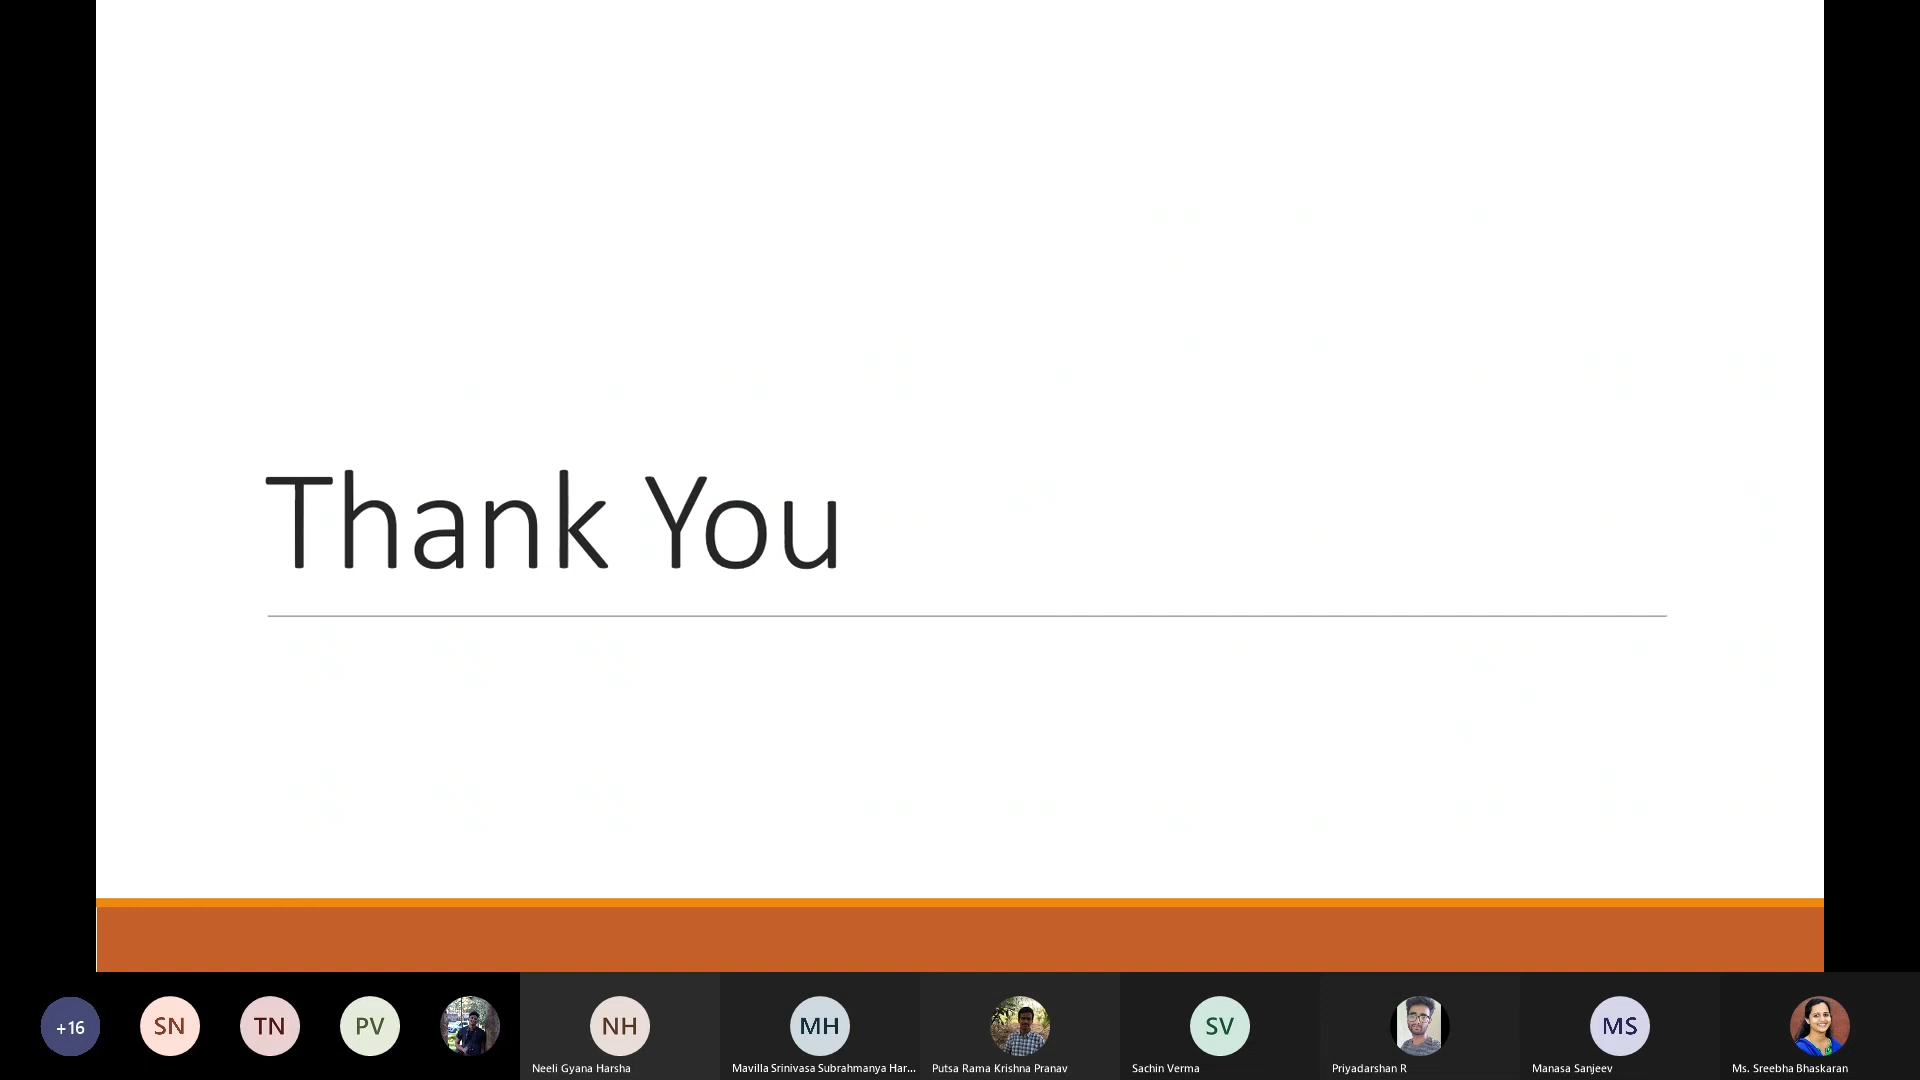 Thank You
+16
SN
TN
PV
NH
MH
SV
MS
Neeli Gyana Harsha
Mavilla Srinivasa Subrahmanya Har...
Putsa Rama Krishna Pranav
Sachin Verma
Priyadarshan R
Manasa Sanjeev
Ms. Sreebha Bhaskaran